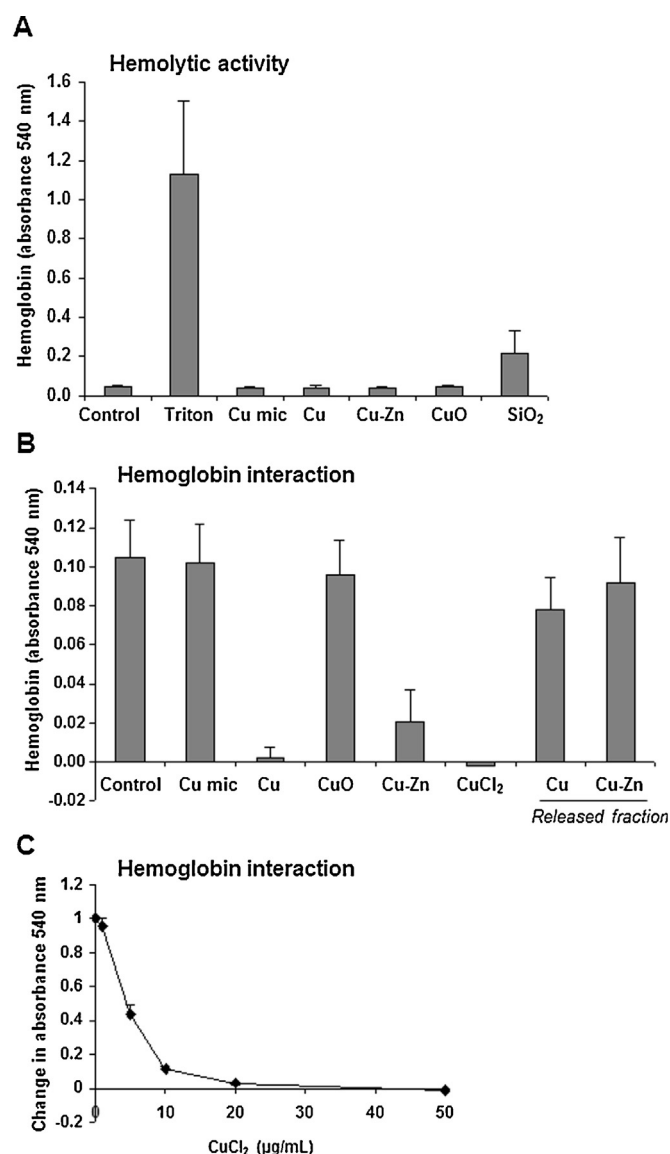 A
Hemolytic activity
Hemoglobin (absorbance 540 nm)
1.6
1.4
1.2
1.0
0.8
0.6
0.4
0.2
0.0
Control Triton Cu mic Cu Cu-Zn CuO SiO₂
B
Hemoglobin interaction
Hemoglobin (absorbance 540 nm)
0.14
0.12
0.10
0.08
0.06
0.04
0.02
0.00
-0.02
Control Cu mic Cu CuO Cu-Zn CuCl₂ Cu Cu-Zn
Released fraction
C
Hemoglobin interaction
Change in absorbance 540 nm
1.2
1
0.8
0.6
0.4
0.2
0
-0.2
0 10 20 30 40 50
CuCl₂ (µg/mL)